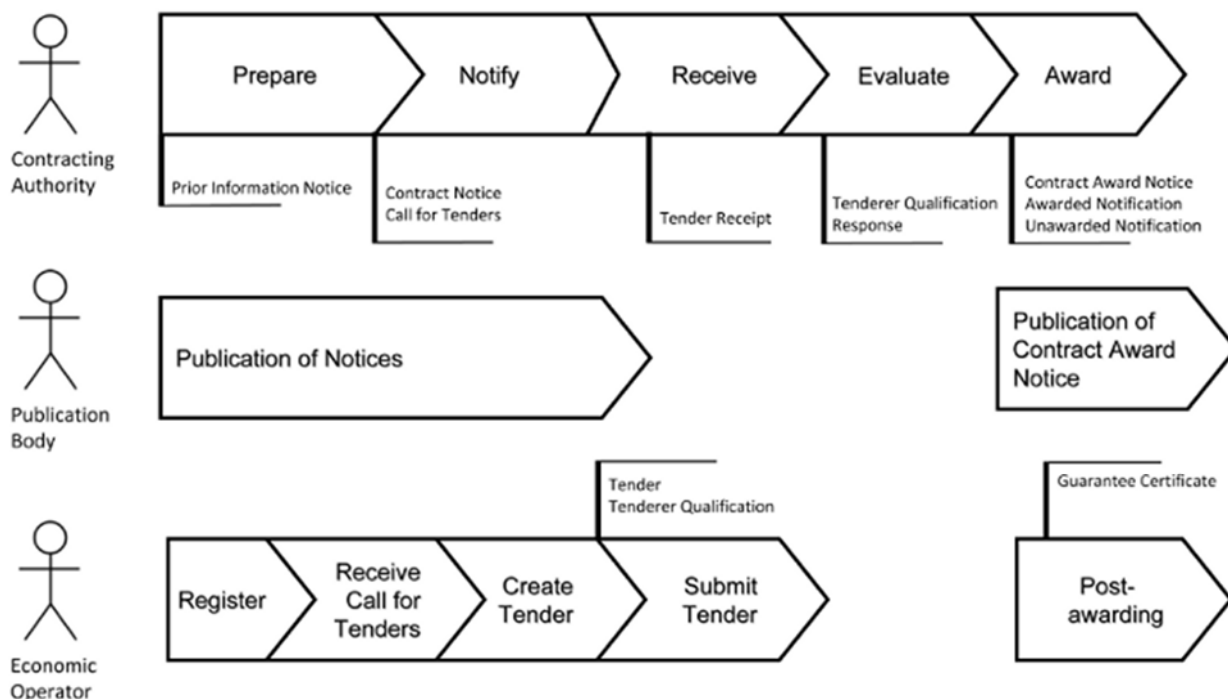 Prepare
Notify
Receive
Evaluate
Award
Contracting
Authority
Prior Information Notice
Contract Notice
Call for Tenders
Tender Receipt
Tenderer Qualification
Response
Contract Award Notice
Awarded Notification
Unawarded Notification
Publication of Notices
Publication of
Contract Award
Notice
Publication
Body
Tender
Tenderer Qualification
Guarantee Certificate
Register
Receive
Call for
Tenders
Create
Tender
Submit
Tender
Post-
awarding
Economic
Operator